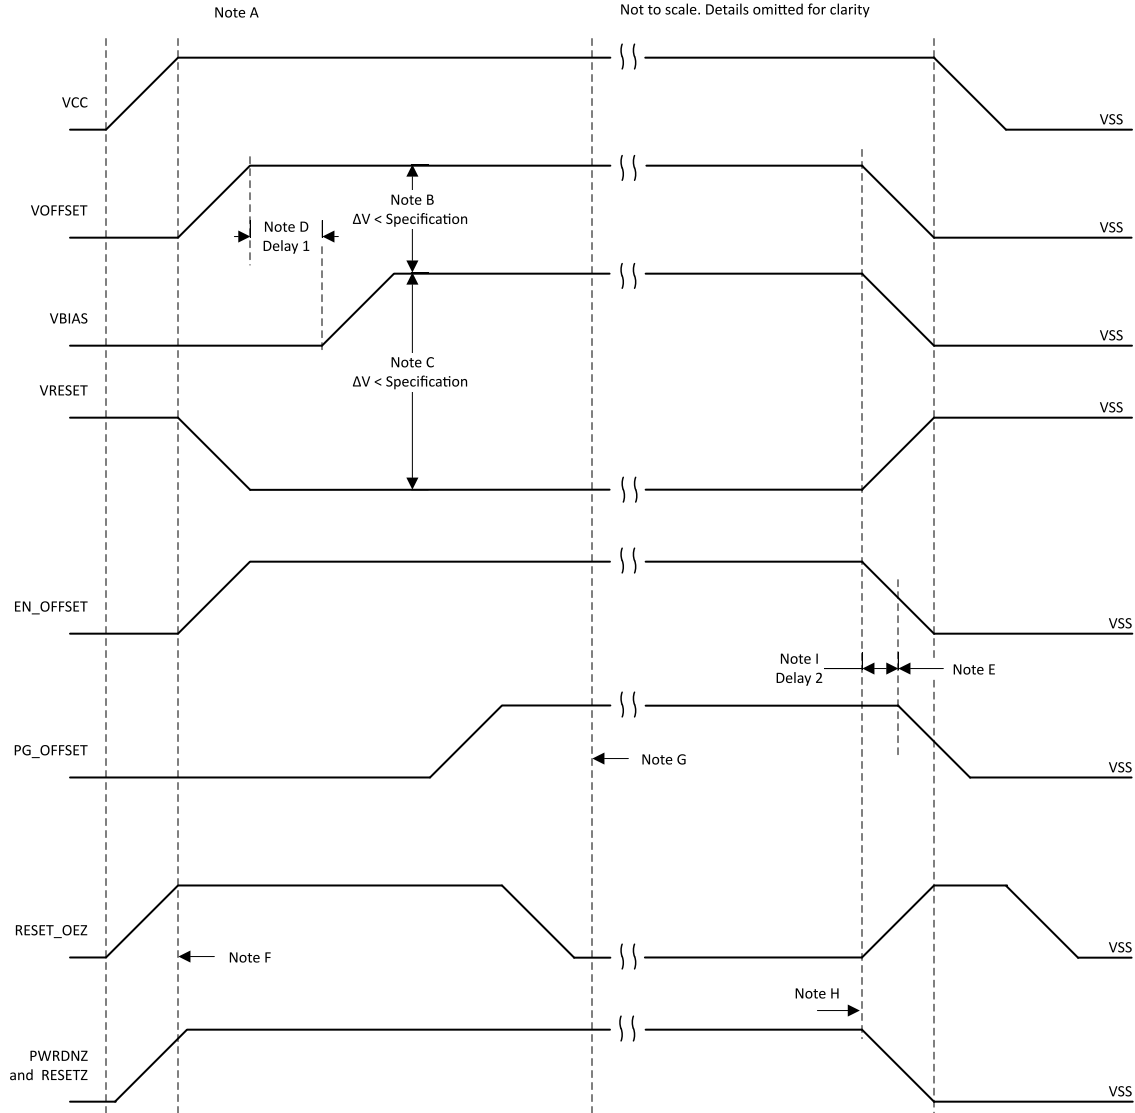 Note A
Not to scale. Details omitted for clarity
VCC
VSS
VOFFSET
Note B
ΔV < Specification
Note D
Delay 1
VSS
VBIAS
VSS
Note C
ΔV < Specification
VRESET
VSS
EN_OFFSET
VSS
Note I
Delay 2
Note E
PG_OFFSET
Note G
VSS
RESET_OEZ
Note F
VSS
Note H
PWRDNZ
and RESETZ
VSS